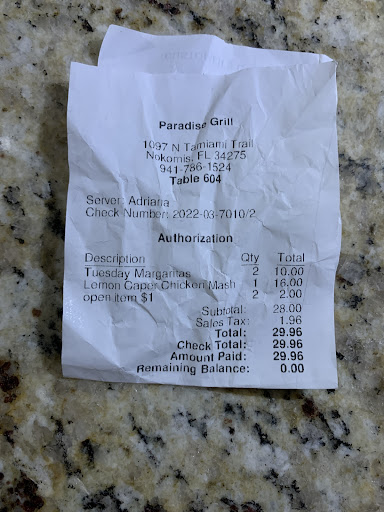 Paradise Grill
1097 N Tamiami Trail
Nokomis, FL 34275
941-786-1524
Table 604
Server: Adriana
Check Number: 2022-03-7010/2
Authorization
Description Qty Total
Tuesday Margaritas 2 10.00
Lemon Caper Chicken Mash 1 16.00
open item $1 2 2.00
Subtotal: 28.00
Sales Tax: 1.96
Total: 29.96
Check Total: 29.96
Amount Paid: 29.96
Remaining Balance: 0.00